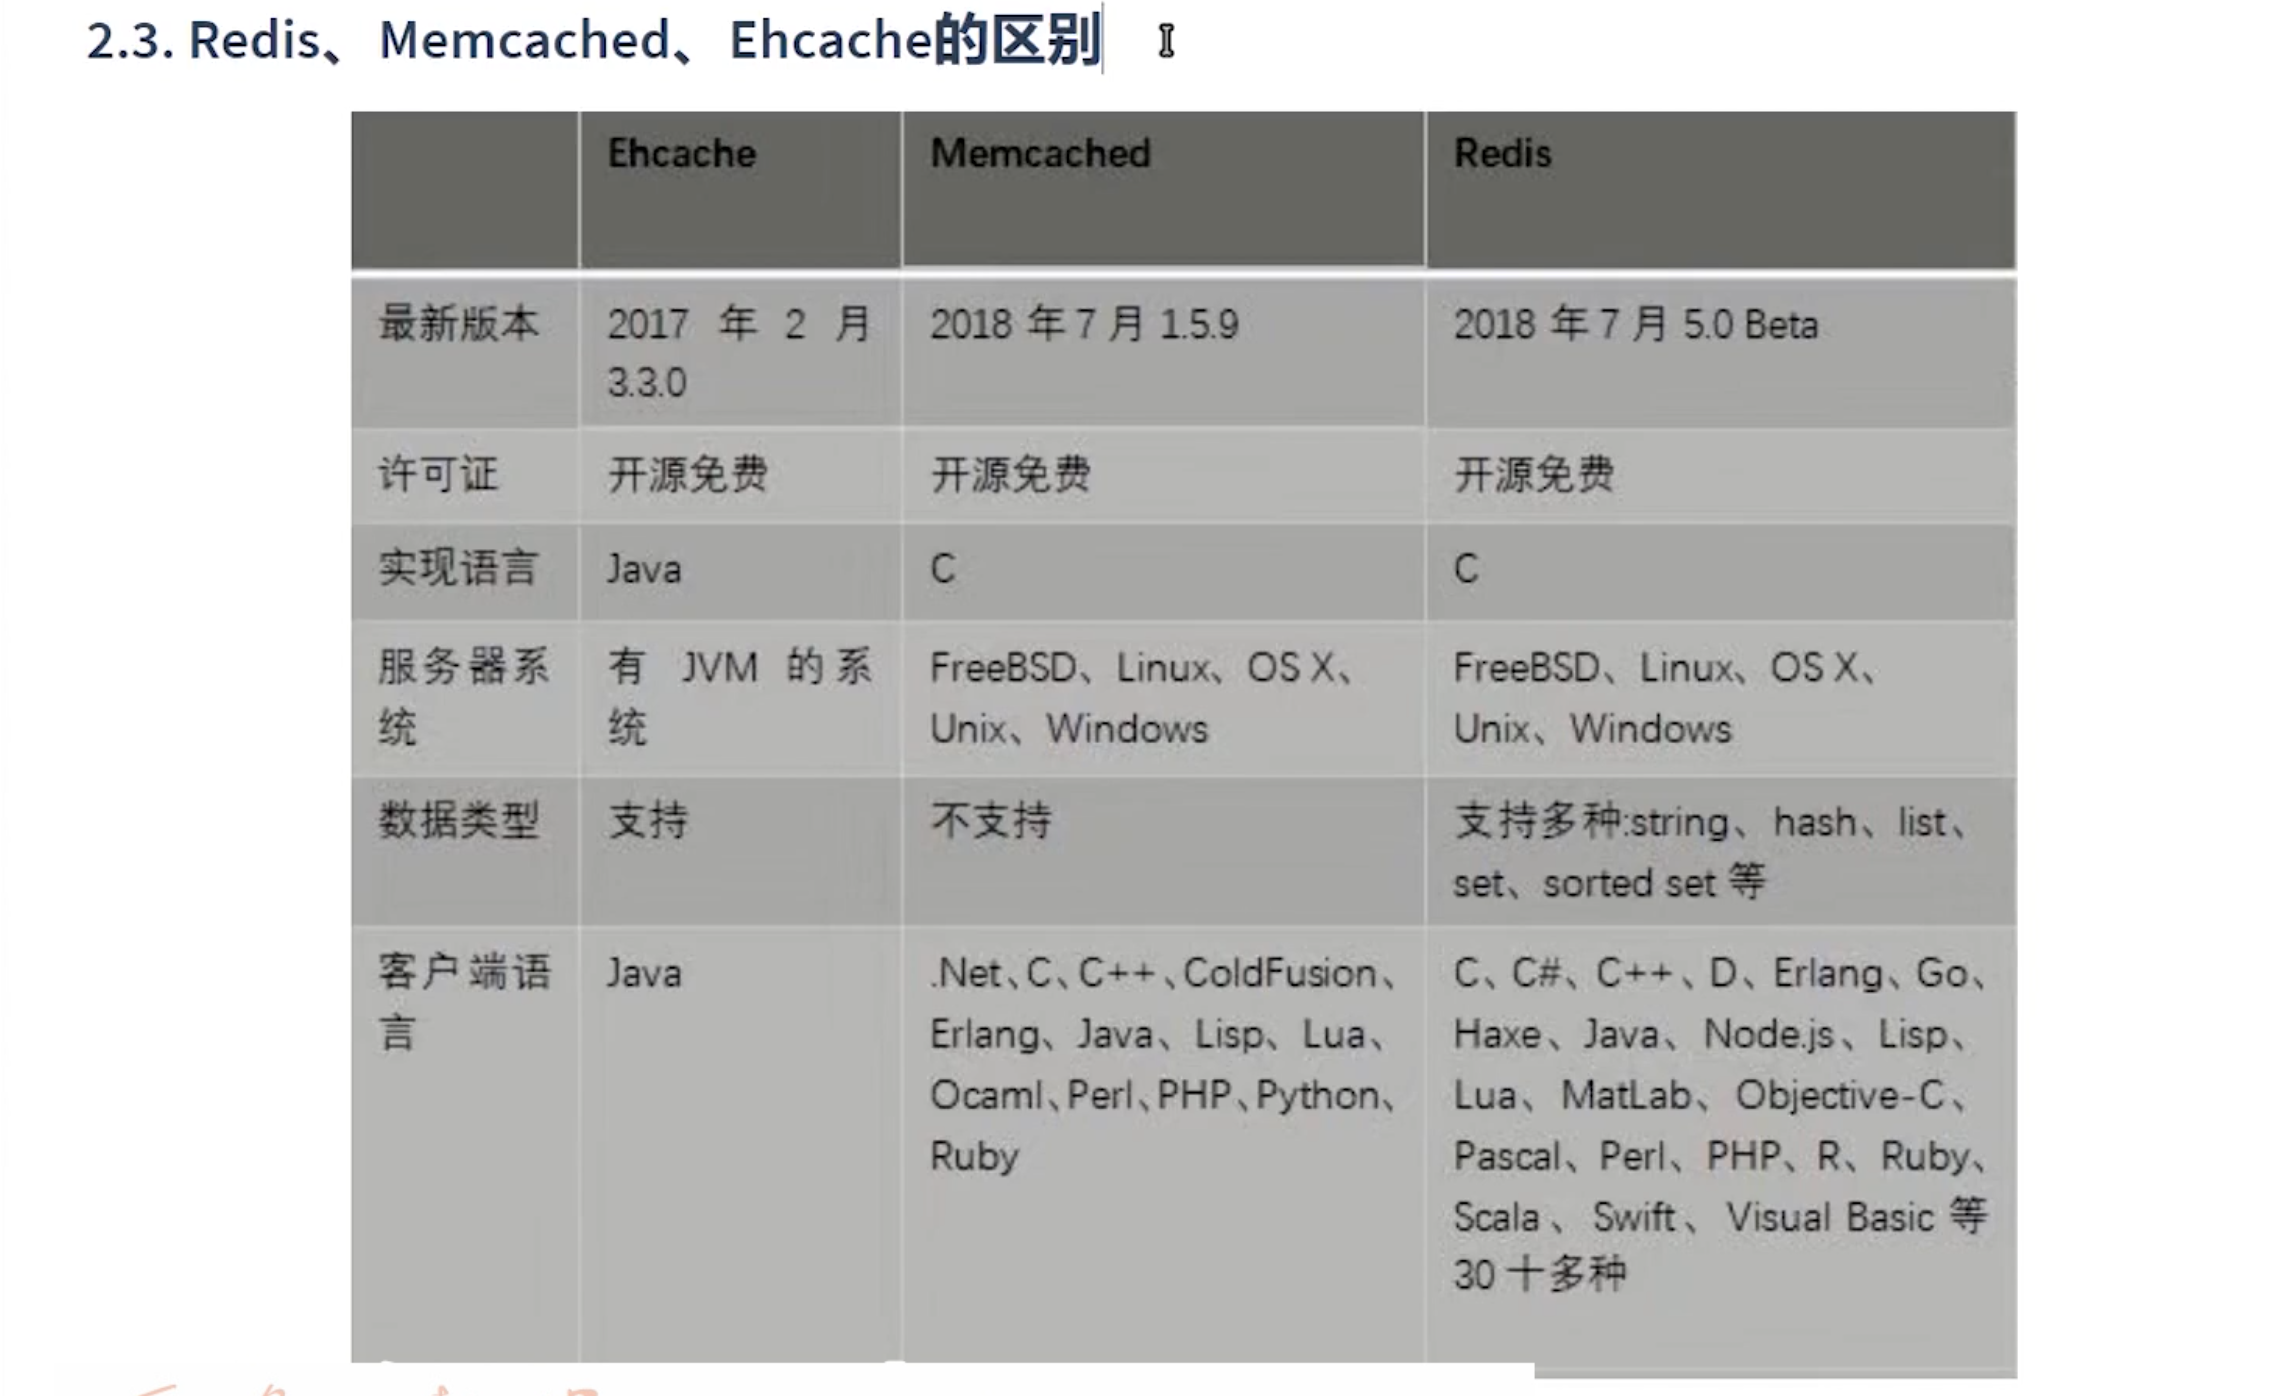 2.3. Redis、Memcached、Ehcache的区别
Ehcache
Memcached
Redis
最新版本
2017 年 2 月
3.3.0
2018 年 7 月 1.5.9
2018 年 7 月 5.0 Beta
许可证
开源免费
开源免费
开源免费
实现语言
Java
C
C
服务器系
统
有 JVM 的系
统
FreeBSD、Linux、OS X、
Unix、Windows
FreeBSD、Linux、OS X、
Unix、Windows
数据类型
支持
不支持
支持多种:string、hash、list、
set、sorted set 等
客户端语
言
Java
.Net、C、C++、ColdFusion、
Erlang、Java、Lisp、Lua、
Ocaml、Perl、PHP、Python、
Ruby
C、C#、C++、D、Erlang、Go、
Haxe、Java、Node.js、Lisp、
Lua、MatLab、Objective-C、
Pascal、Perl、PHP、R、Ruby、
Scala、Swift、Visual Basic 等
30 十多种